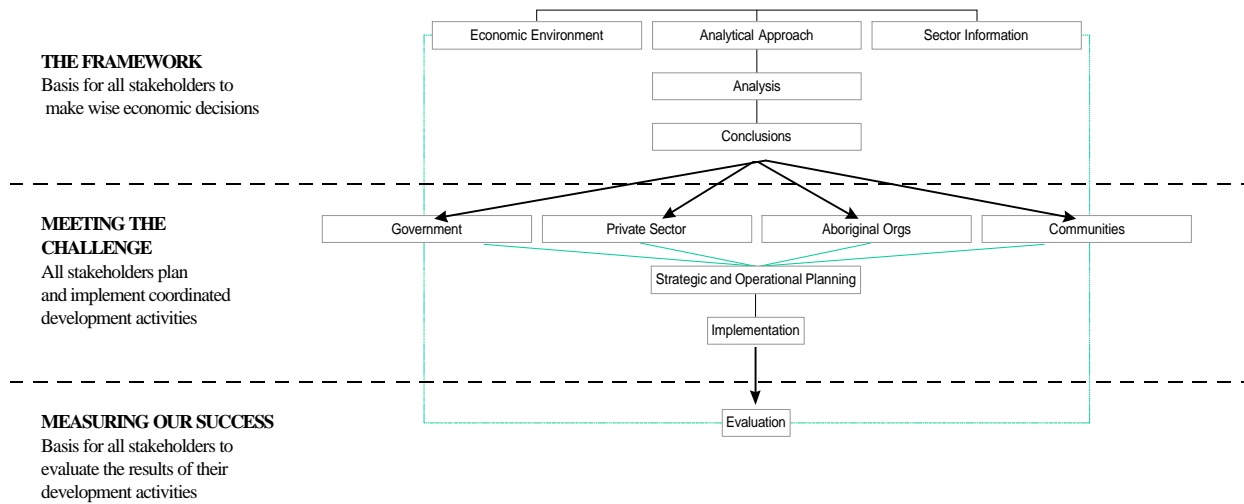 Economic Environment
Analytical Approach
Sector Information
THE FRAMEWORK
Basis for all stakeholders to
make wise economic decisions
Analysis
Conclusions
MEETING THE
CHALLENGE
All stakeholders plan
and implement coordinated
development activities
Government
Private Sector
Aboriginal Orgs
Communities
Strategic and Operational Planning
Implementation
MEASURING OUR SUCCESS
Basis for all stakeholders to
evaluate the results of their
development activities
Evaluation